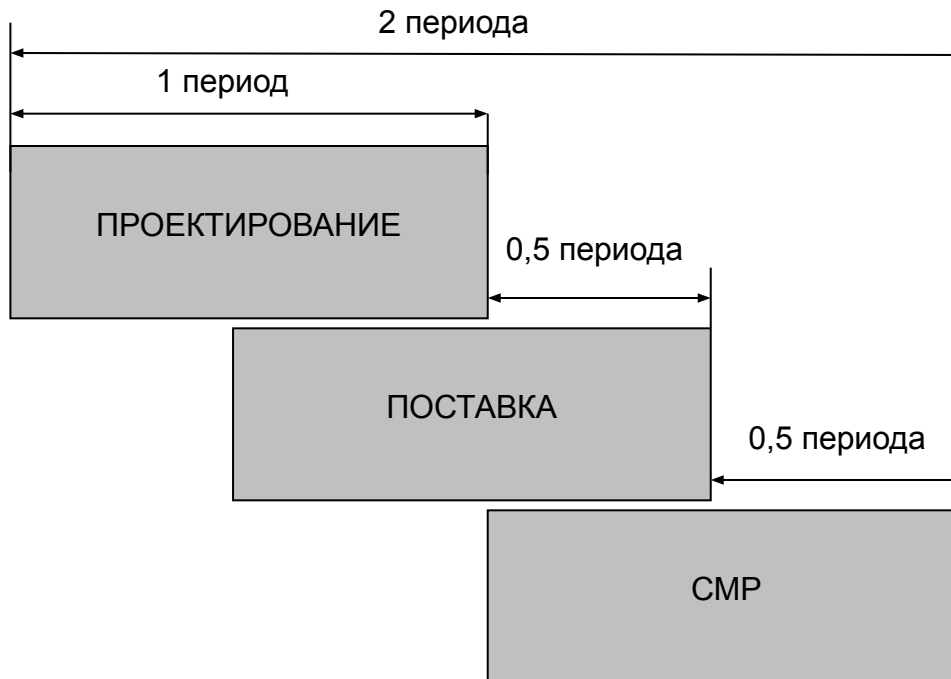 2 периода
1 период
ПРОЕКТИРОВАНИЕ
0,5 периода
ПОСТАВКА
0,5 периода
СМР